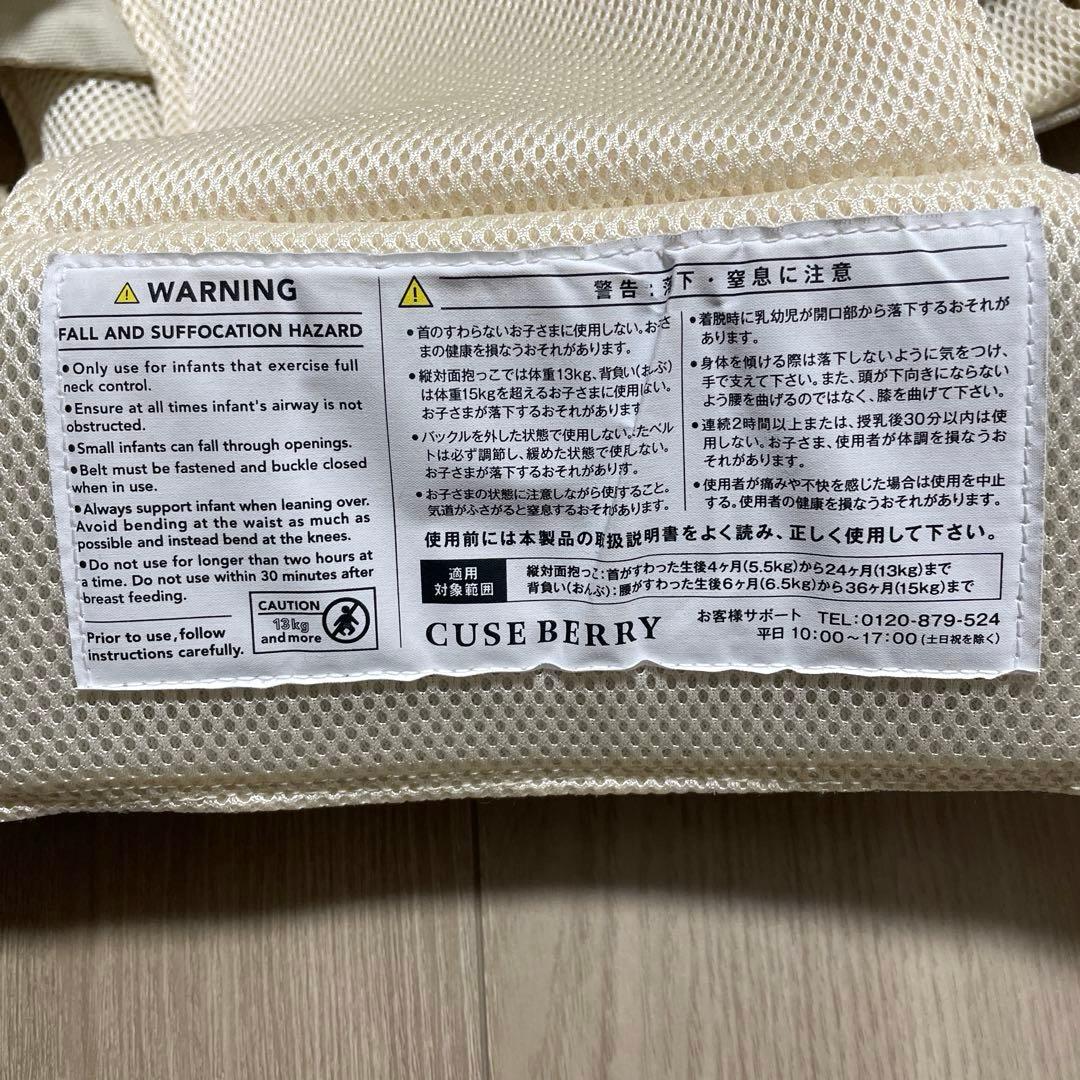 WARNING
FALL AND SUFFOCATION HAZARD
●Only use for infants that exercise full
neck control.
●Ensure at all times infant's airway is not
obstructed.
●Small infants can fall through openings.
●Belt must be fastened and buckle closed
when in use.
●Always support infant when leaning over.
Avoid bending at the waist as much as
possible and instead bend at the knees.
●Do not use for longer than two hours at
a time. Do not use within 30 minutes after
breast feeding.
Prior to use, follow
instructions carefully.
CAUTION
13kg
and more
警告：落下・窒息に注意
●首のすわらないお子さまに使用しない。お子さ
まの健康を損なうおそれがあります。
●縦対面抱っこでは体重13kg、背負い(おんぶ)
は体重15kgを超えるお子さまに使用しない。
お子さまが落下するおそれがあります
●バックルを外した状態で使用しない。またベル
トは必ず調節し、緩めた状態で使用しない。
お子さまが落下するおそれがあります。
●お子さまの状態に注意しながら使用すること。
気道がふさがると窒息するおそれがあります。
●着脱時に乳幼児が開口部から落下するおそれが
あります。
●身体を傾ける際は落下しないように気をつけ、
手で支えて下さい。また、頭が下向きにならない
よう腰を曲げるのではなく、膝を曲げて下さい。
●連続2時間以上または、授乳後30分以内は使
用しない。お子さま、使用者が体調を損なうお
それがあります。
●使用者が痛みや不快を感じた場合は使用を中止
する。使用者の健康を損なうおそれがあります。
使用前には本製品の取扱説明書をよく読み、正しく使用して下さい。
適用
対象範囲
縦対面抱っこ：首がすわった生後4ヶ月(5.5kg)から24ヶ月(13kg)まで
背負い(おんぶ)：腰がすわった生後6ヶ月(6.5kg)から36ヶ月(15kg)まで
CUSE BERRY
お客様サポート TEL:0120-879-524
平日 10:00～17:00 (土日祝を除く)